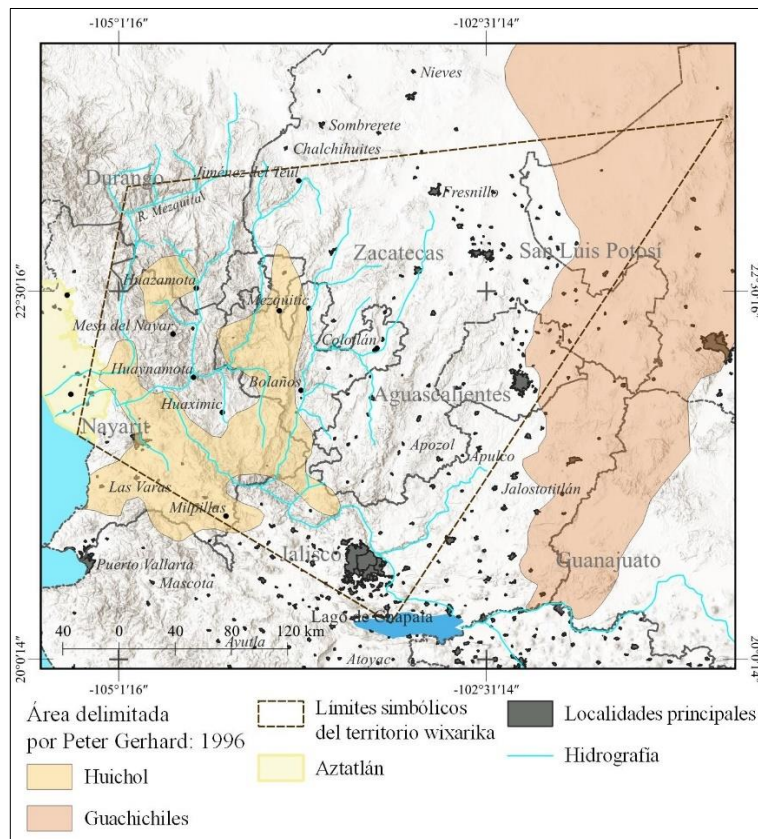 -105°1'16"
-102°31'14"
Nieves
Sombrerete
Chalchihuites
Durango
Jiménez del Teul
R. Mezquital
Fresnillo
Zacatecas
San Luis Potosí
22°30'16"
22°30'16"
Huazamota
Mezquitic
Mesa del Nayar
Colotlán
Huaynamota
Bolaños
Aguascalientes
Huaximic
Nayarit
Apozol
Apulco
Las Varas
Jalostotitlán
Milpillas
Jalisco
Guanajuato
Puerto Vallarta
Mascota
Lago de Chapala
40 0 120 km
Ayutla
Atoyac
20°0'14"
20°0'14"
-105°1'16"
-102°31'14"
Área delimitada
por Peter Gerhard: 1996
Huichol
Guachichiles
Límites simbólicos
del territorio wixarika
Aztatlán
Localidades principales
Hidrografía